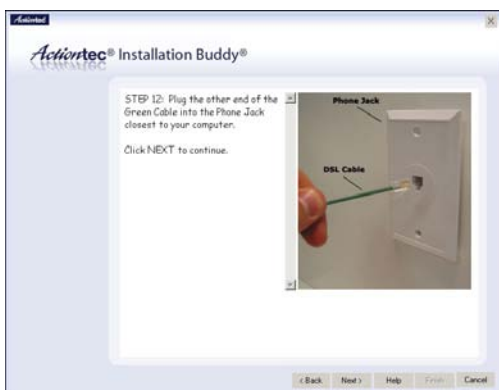 Actiontec
Actiontec® Installation Buddy®
STEP 12: Plug the other end of the
Green Cable into the Phone Jack
closest to your computer.
Click NEXT to continue.
Phone Jack
DSL Cable
< Back Next > Help Finish Cancel